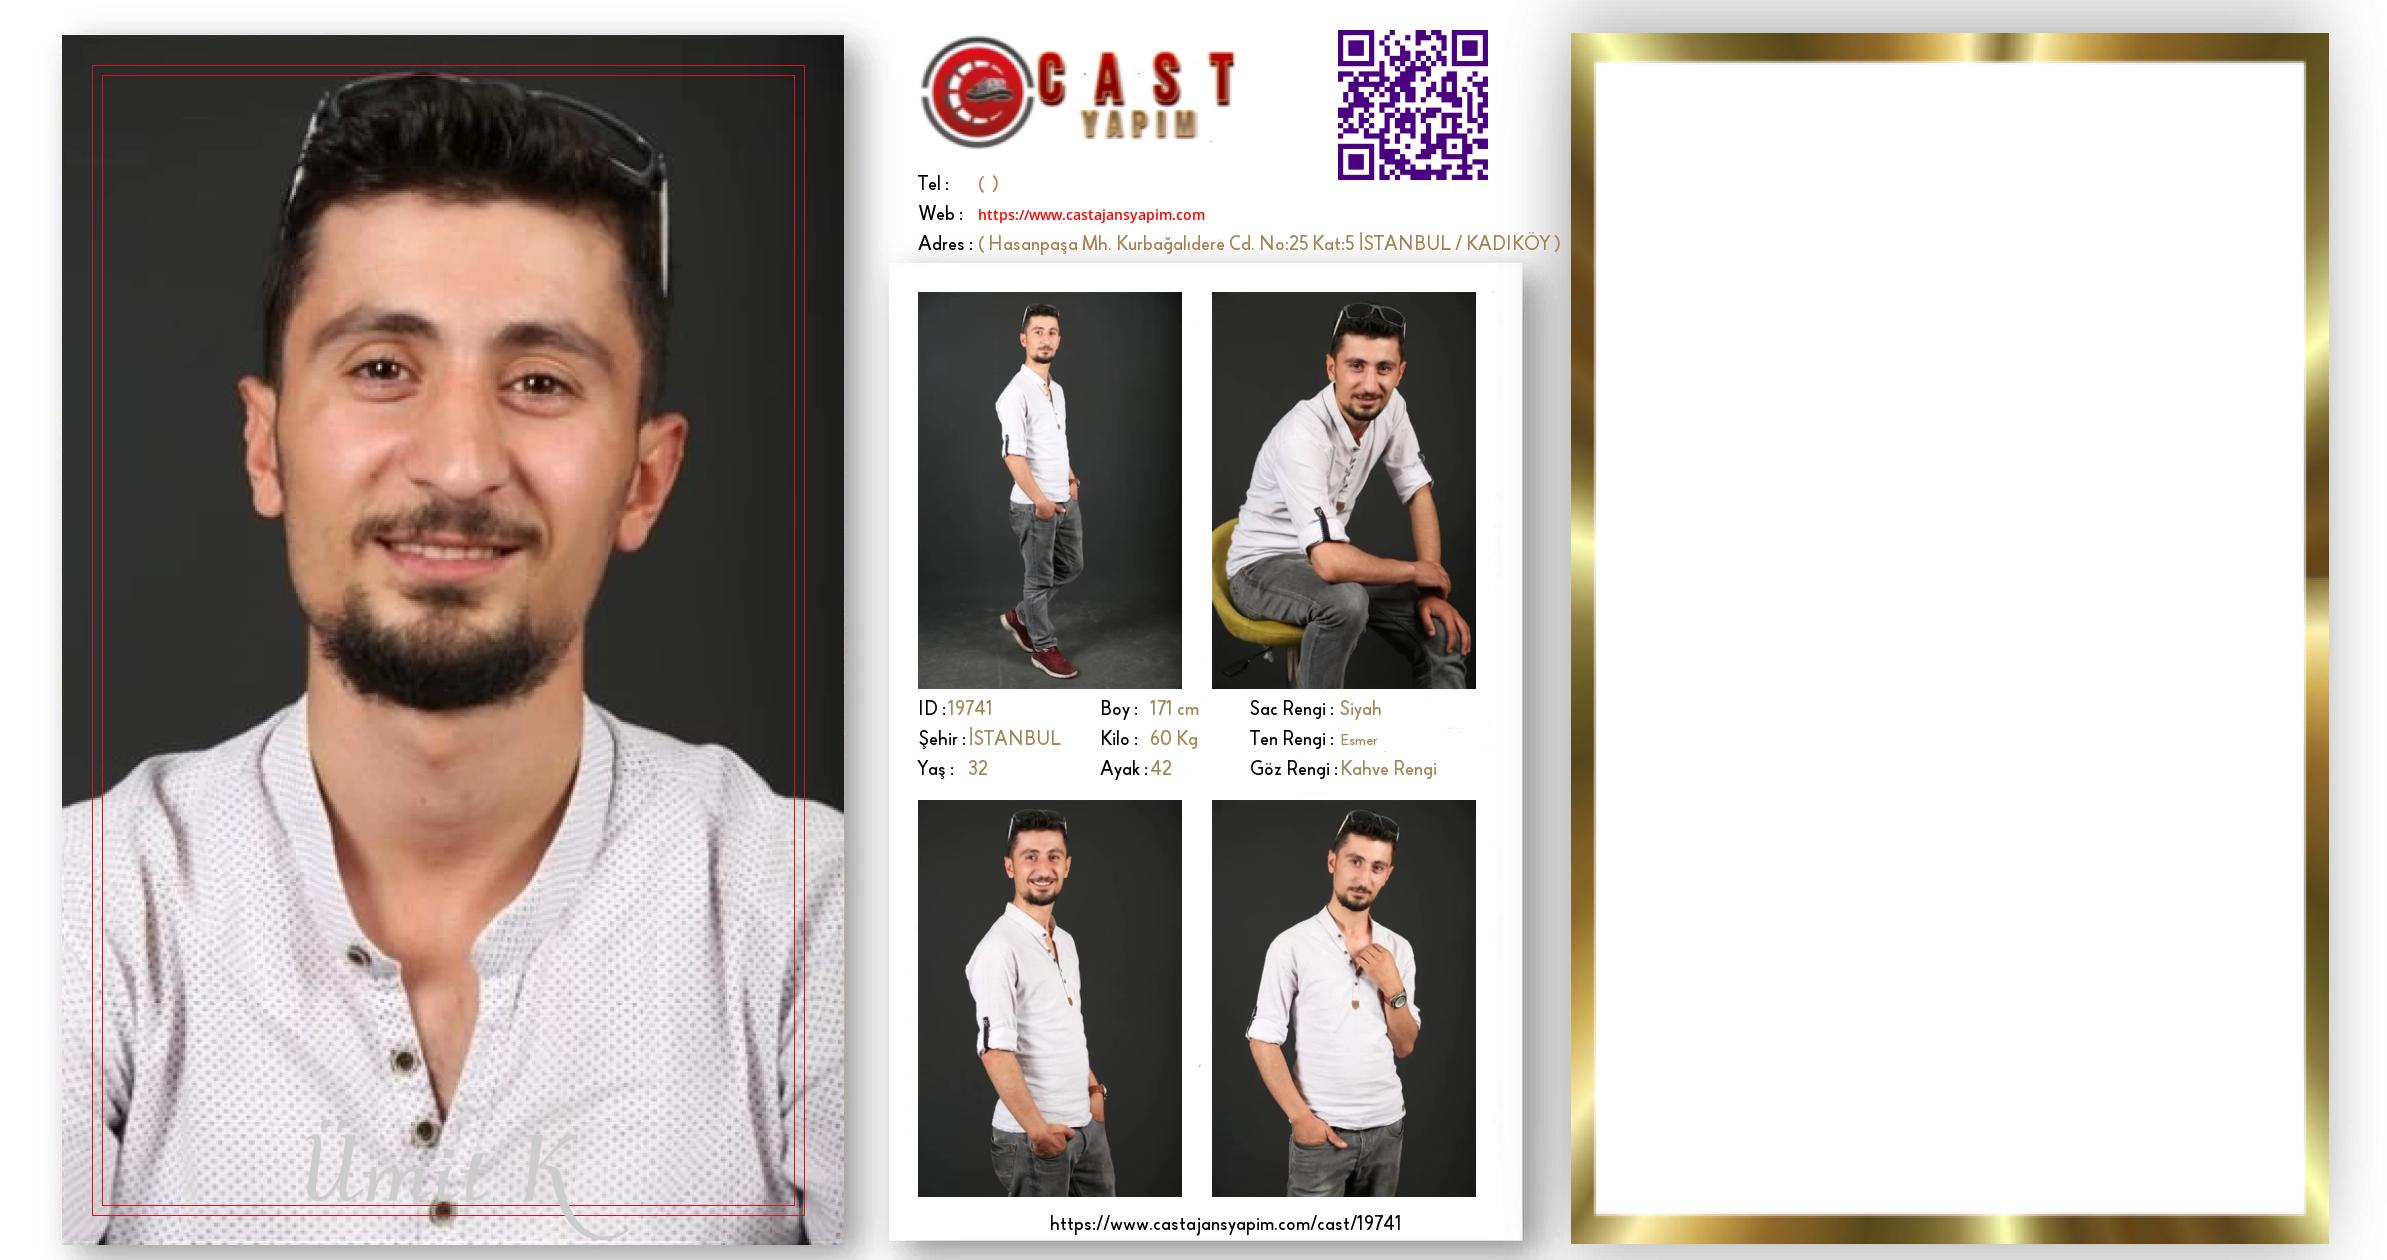 Ümit K
CAST
YAPIM
Tel : ( )
Web : https://www.castajansyapim.com
Adres : ( Hasanpaşa Mh. Kurbağalıdere Cd. No:25 Kat:5 İSTANBUL / KADIKÖY )
ID : 19741 Boy : 171 cm Sac Rengi : Siyah
Şehir : İSTANBUL Kilo : 60 Kg Ten Rengi : Esmer
Yaş : 32 Ayak : 42 Göz Rengi : Kahve Rengi
https://www.castajansyapim.com/cast/19741